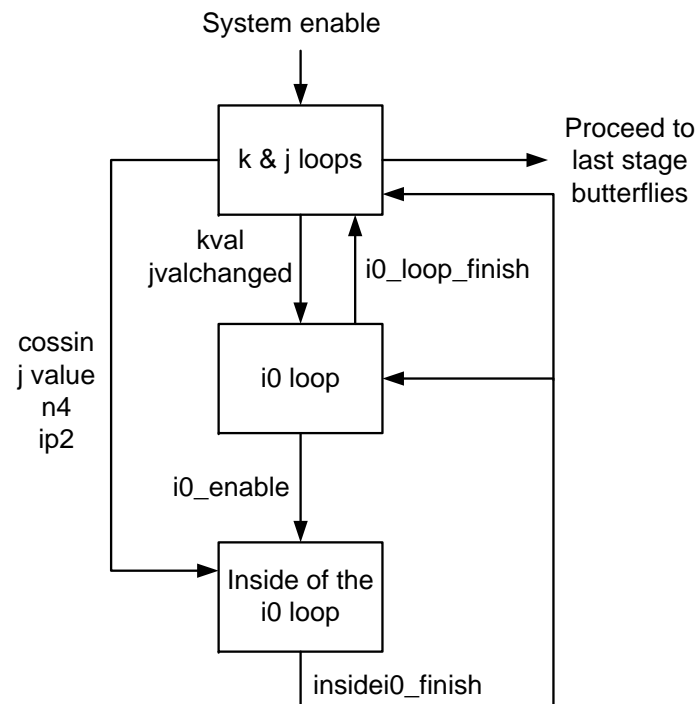 System enable
k & j loops
Proceed to
last stage
butterflies
kval
jvalchanged
i0_loop_finish
cossin
j value
n4
ip2
i0 loop
i0_enable
Inside of the
i0 loop
insidei0_finish